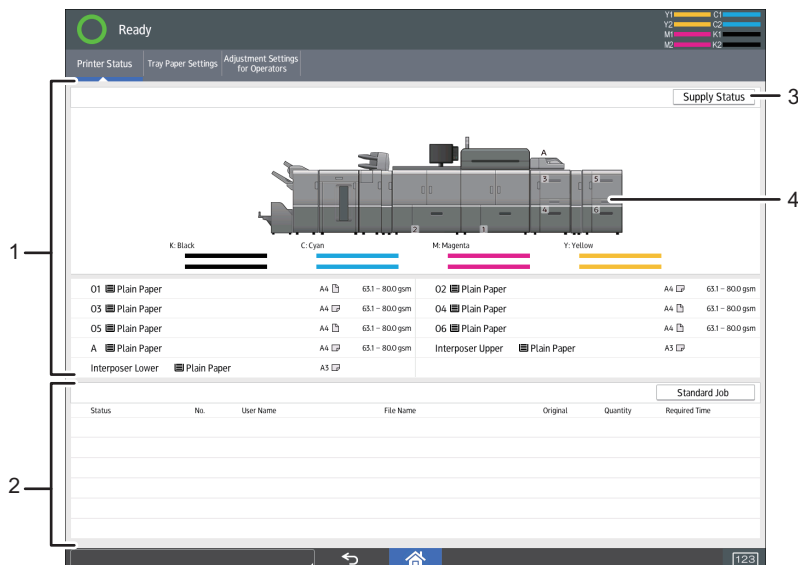 Ready
Y1 C1
Y2 C2
M1 K1
M2 K2
Printer Status Tray Paper Settings Adjustment Settings for Operators
1
Supply Status 3
A
3 5
4
4 6
2 1
K: Black C: Cyan M: Magenta Y: Yellow
01 Plain Paper A4 63.1 – 80.0 gsm 02 Plain Paper A4 63.1 – 80.0 gsm
03 Plain Paper A4 63.1 – 80.0 gsm 04 Plain Paper A4 63.1 – 80.0 gsm
05 Plain Paper A4 63.1 – 80.0 gsm 06 Plain Paper A4 63.1 – 80.0 gsm
A Plain Paper A4 63.1 – 80.0 gsm Interposer Upper Plain Paper A3
Interposer Lower Plain Paper A3
Standard Job
Status No. User Name File Name Original Quantity Required Time
2
123